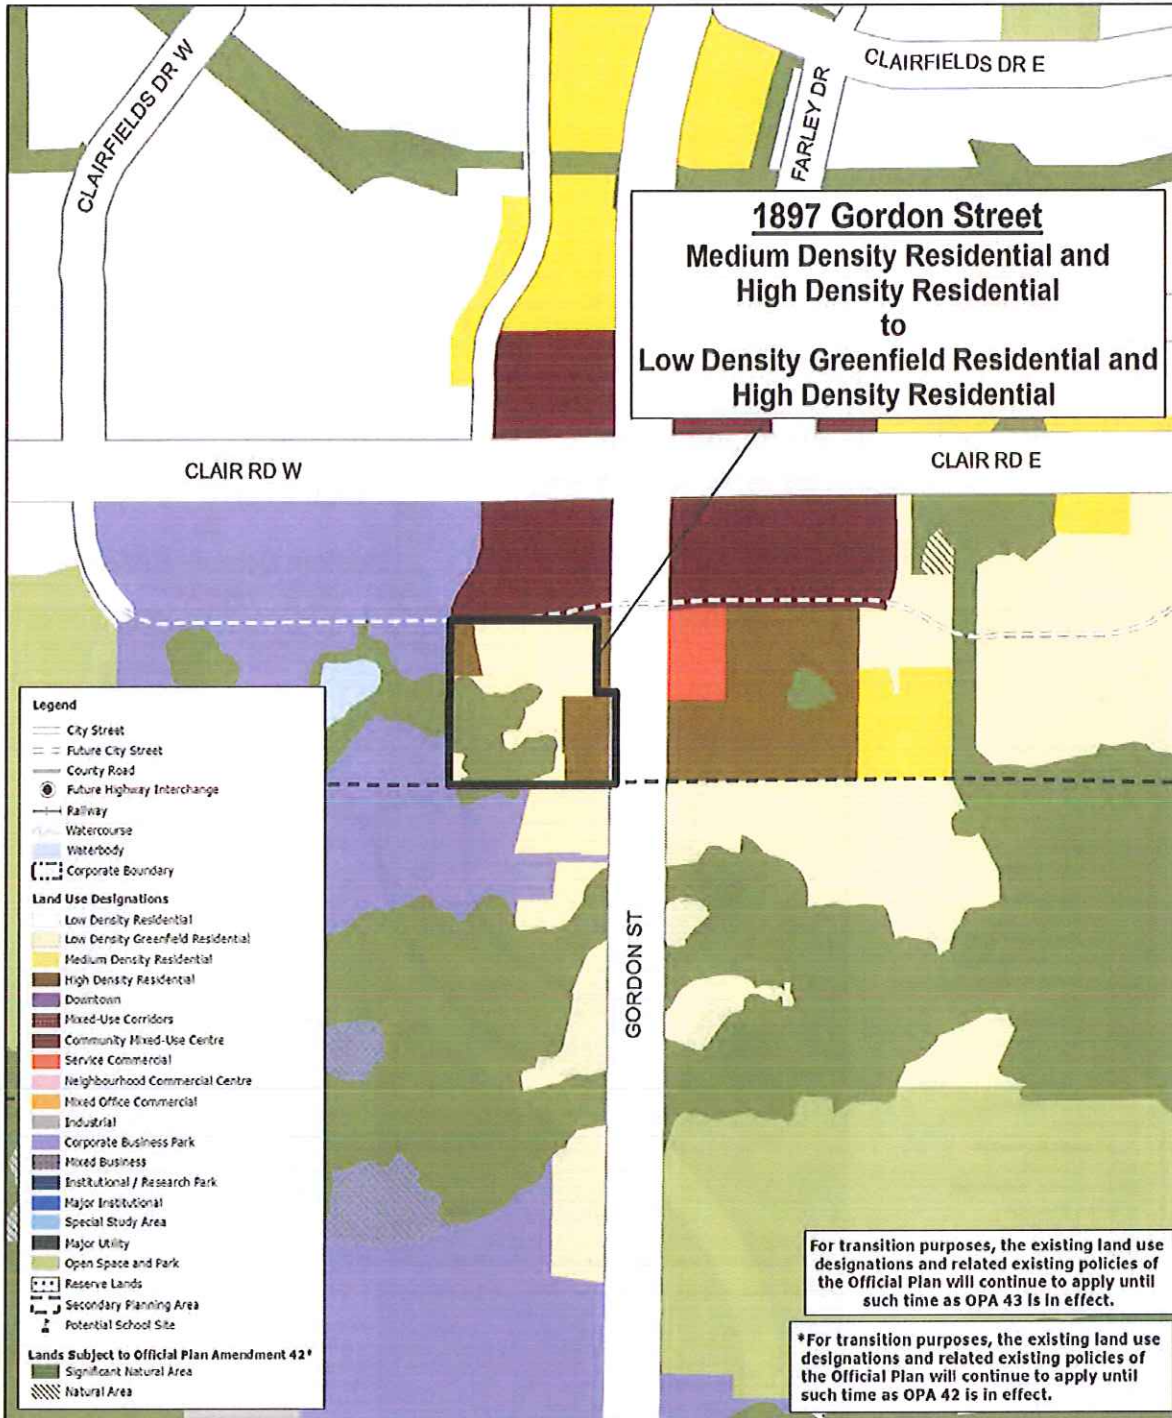 CLAIRFIELDS DR W
CLAIRFIELDS DR E
FARLEY DR
1897 Gordon Street
Medium Density Residential and
High Density Residential
to
Low Density Greenfield Residential and
High Density Residential
CLAIR RD W
CLAIR RD E
GORDON ST
Legend
City Street
Future City Street
County Road
Future Highway Interchange
Railway
Watercourse
Waterbody
Corporate Boundary
Land Use Designations
Low Density Residential
Low Density Greenfield Residential
Medium Density Residential
High Density Residential
Downtown
Mixed-Use Corridors
Community Mixed-Use Centre
Service Commercial
Neighbourhood Commercial Centre
Mixed Office Commercial
Industrial
Corporate Business Park
Mixed Business
Institutional / Research Park
Major Institutional
Special Study Area
Major Utility
Open Space and Park
Reserve Lands
Secondary Planning Area
Potential School Site
Lands Subject to Official Plan Amendment 42*
Significant Natural Area
Natural Area
For transition purposes, the existing land use
designations and related existing policies of
the Official Plan will continue to apply until
such time as OPA 43 is in effect.
*For transition purposes, the existing land use
designations and related existing policies of
the Official Plan will continue to apply until
such time as OPA 42 is in effect.